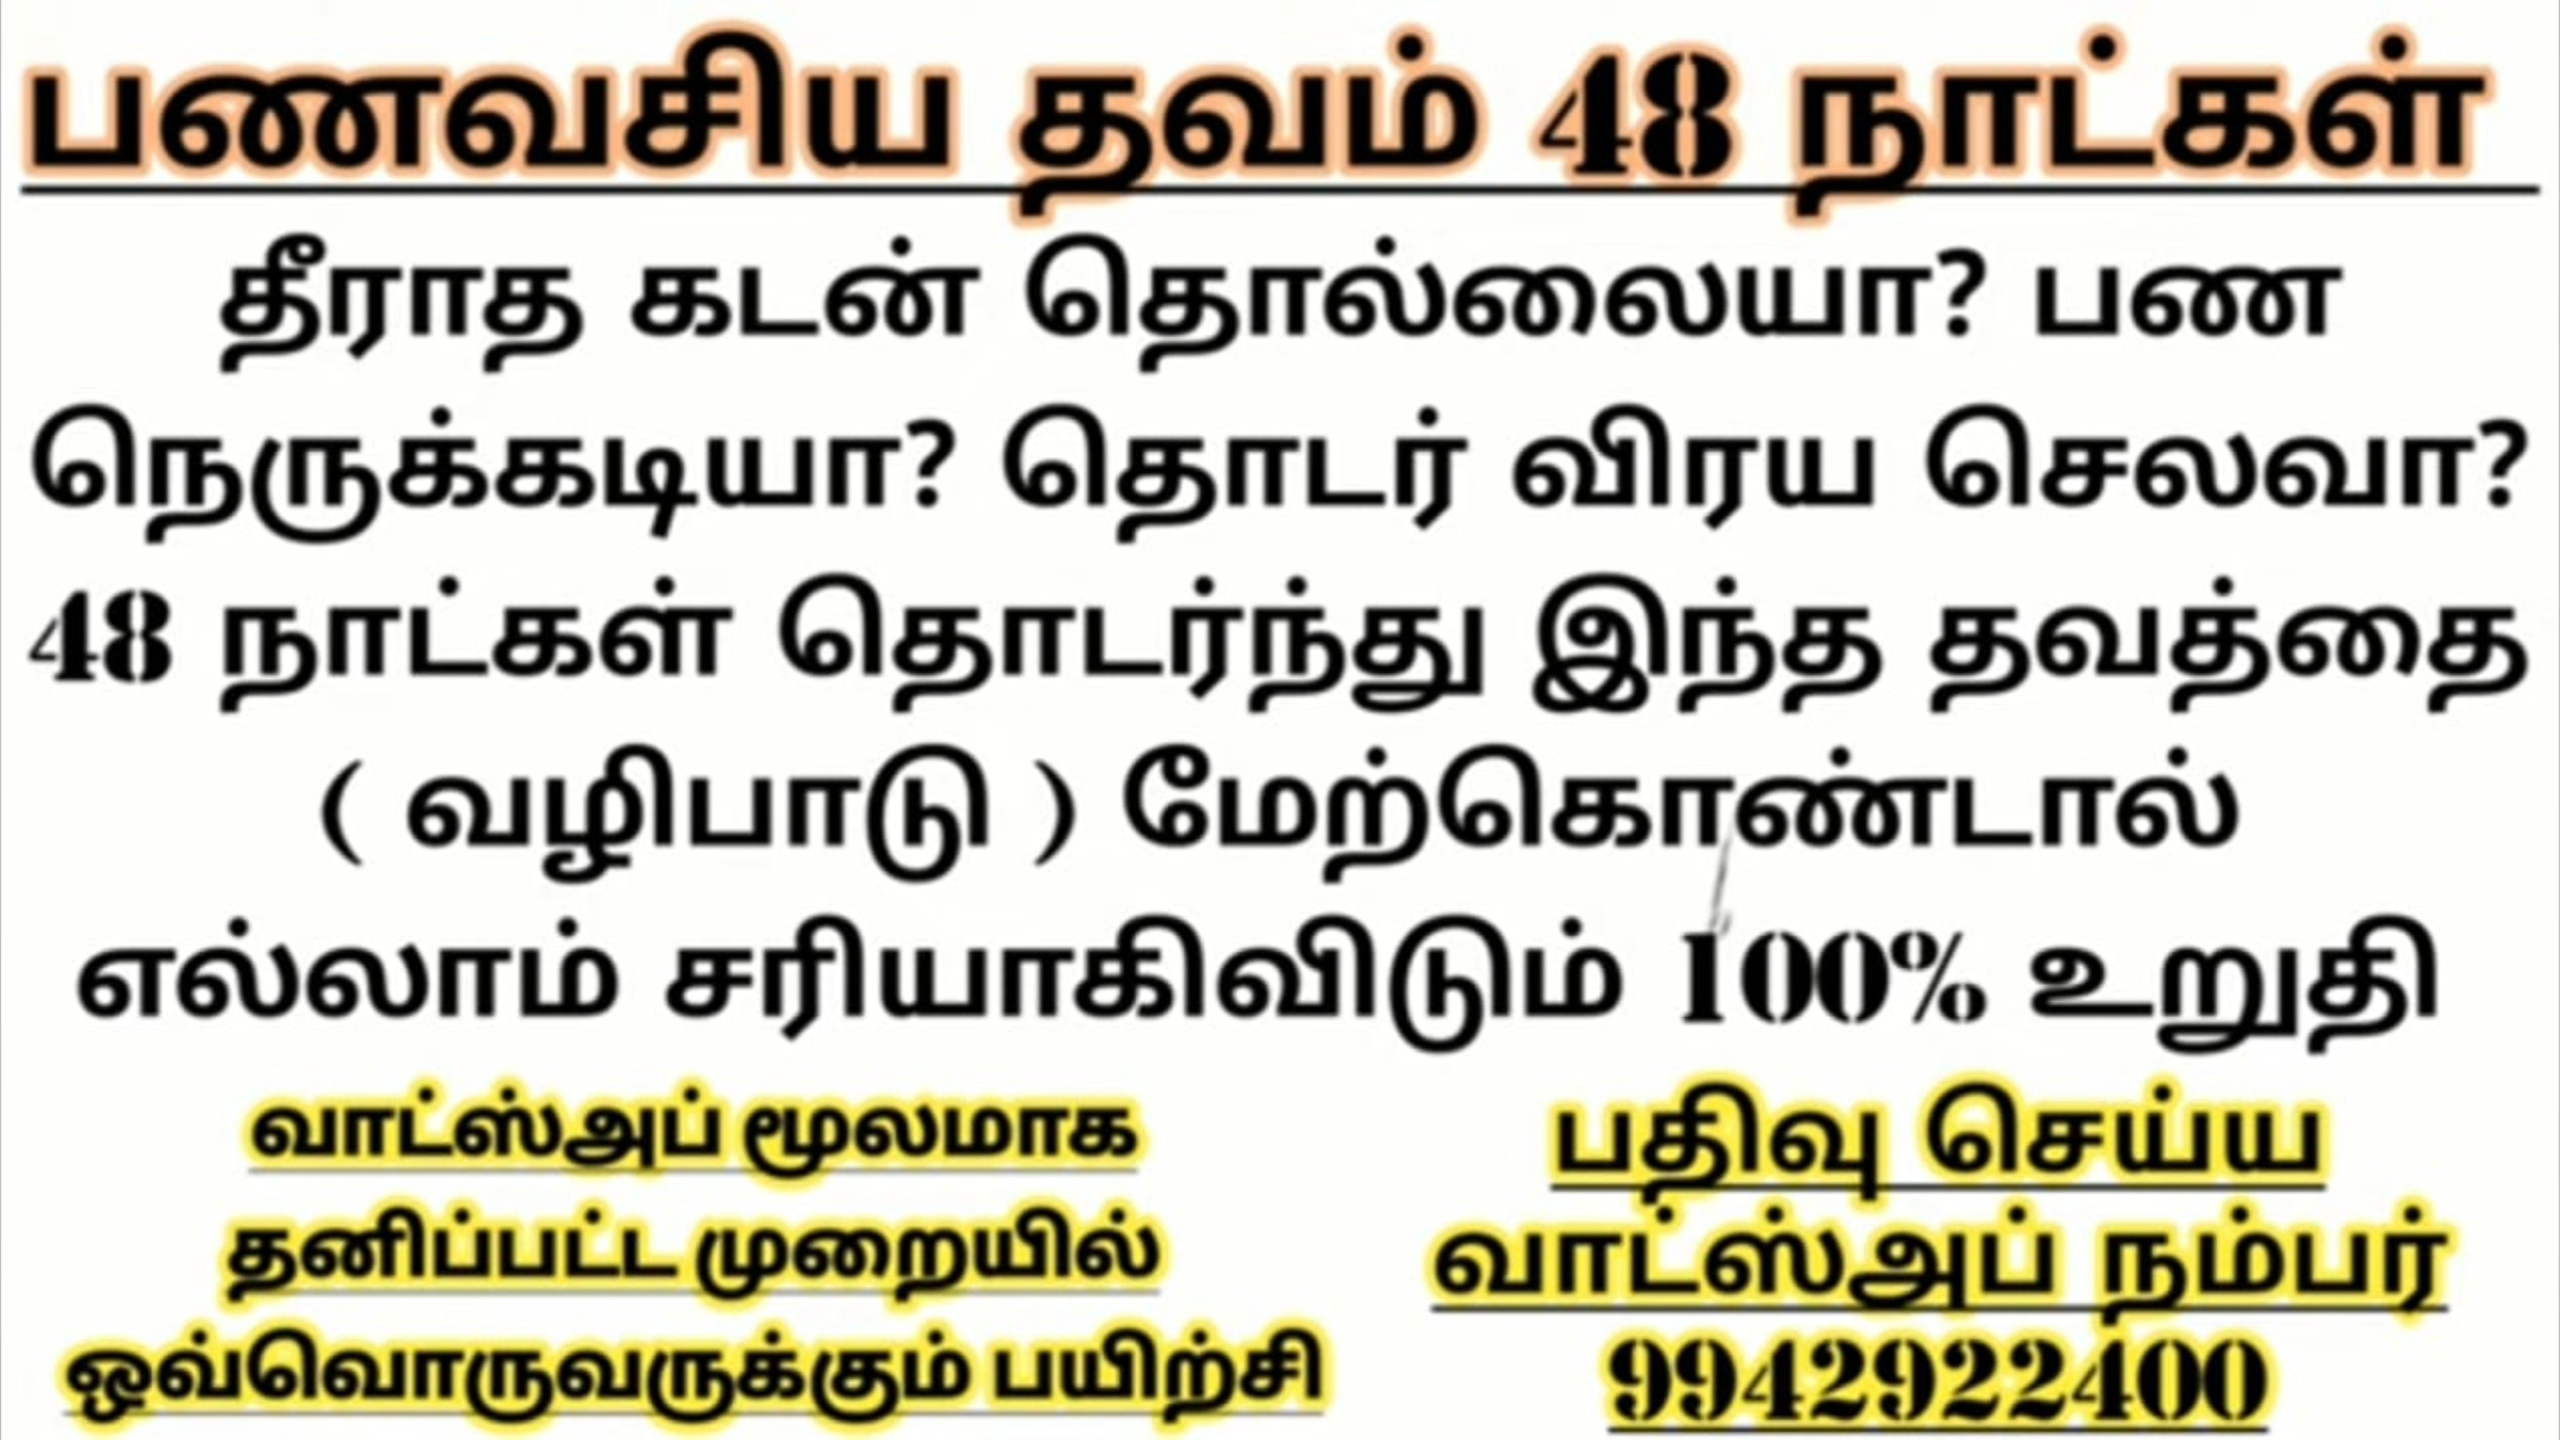 பணவசிய தவம் 48 நாட்கள்
தீராத கடன் தொல்லையா? பண
நெருக்கடியா? தொடர் விரய செலவா?
48 நாட்கள் தொடர்ந்து இந்த தவத்தை
( வழிபாடு ) மேற்கொண்டால்
எல்லாம் சரியாகிவிடும் 100% உறுதி
வாட்ஸ்அப் மூலமாக
தனிப்பட்ட முறையில்
ஒவ்வொருவருக்கும் பயிற்சி
பதிவு செய்ய
வாட்ஸ்அப் நம்பர்
9942922400